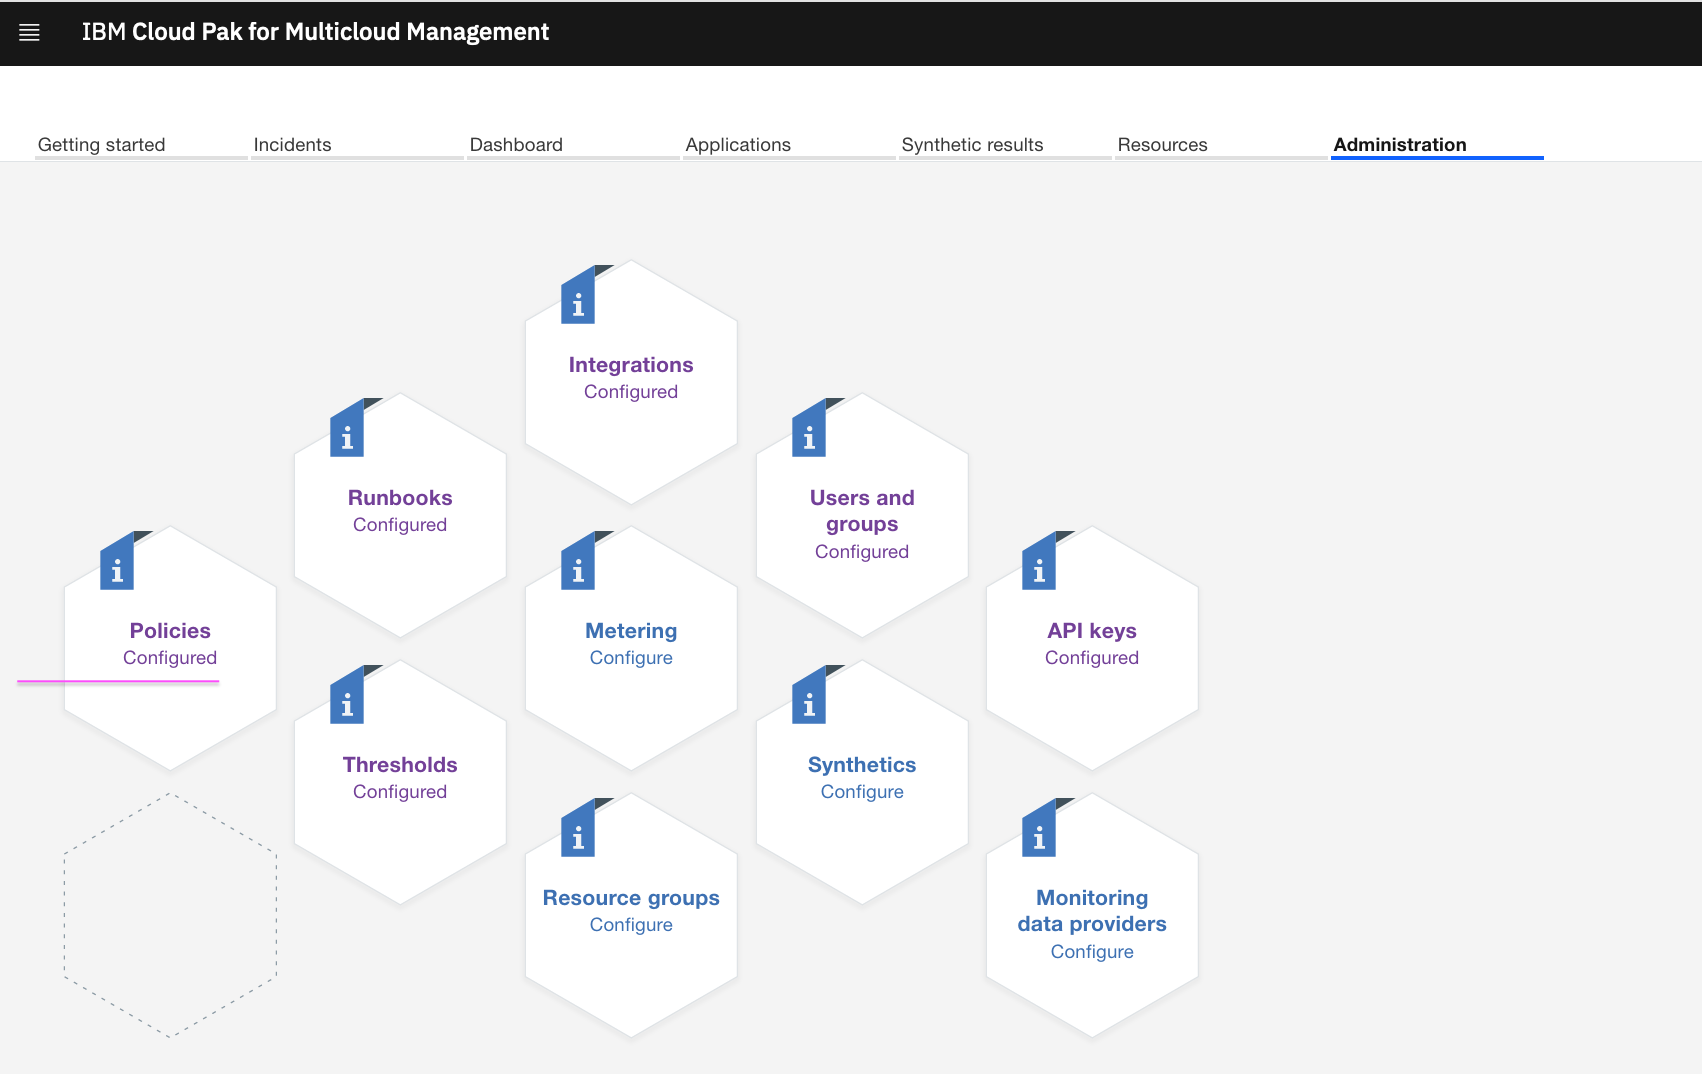 IBM Cloud Pak for Multicloud Management
Getting started
Incidents
Dashboard
Applications
Synthetic results
Resources
Administration
i
Integrations
Configured
i
Runbooks
Configured
i
Users and
groups
Configured
i
Policies
Configured
i
Metering
Configure
i
API keys
Configured
i
Thresholds
Configured
i
Synthetics
Configure
i
Resource groups
Configure
i
Monitoring
data providers
Configure